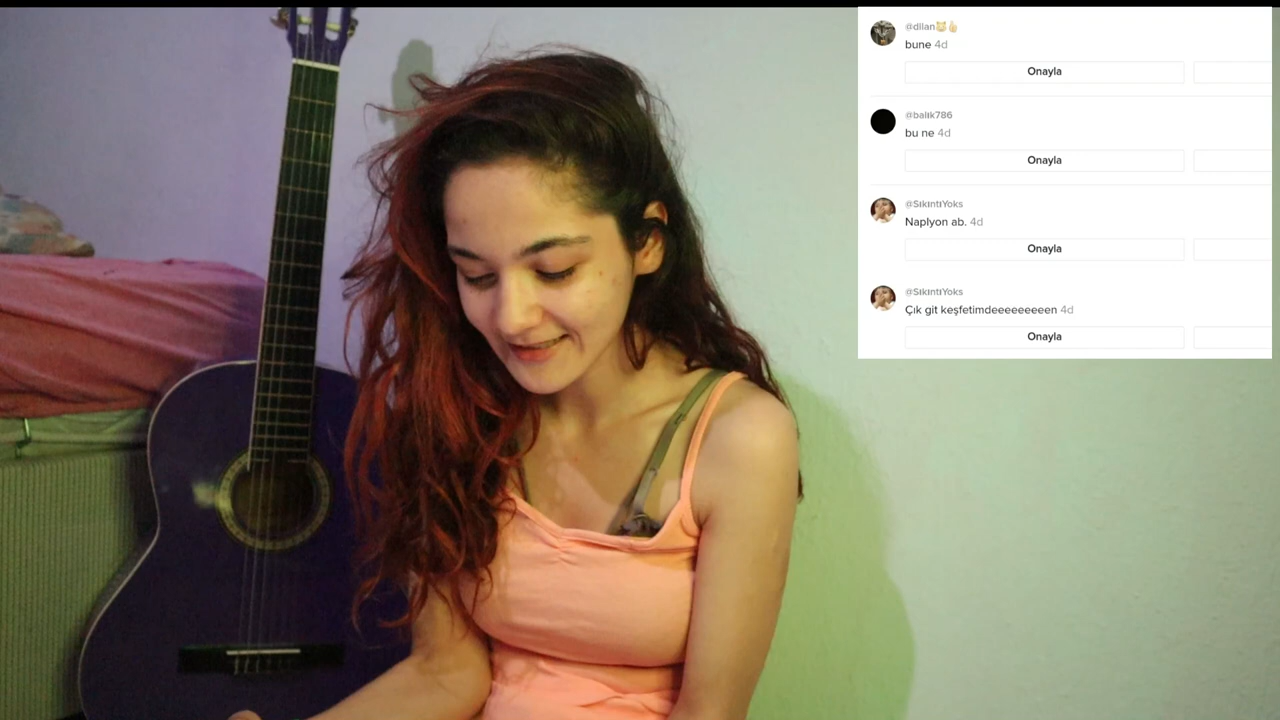 @dilan🐱👍
bune 4d
Onayla
@balık786
bu ne 4d
Onayla
@SıkıntıYoks
Naplyon ab. 4d
Onayla
@SıkıntıYoks
Çık git keşfetimdeeeeeeeeen 4d
Onayla